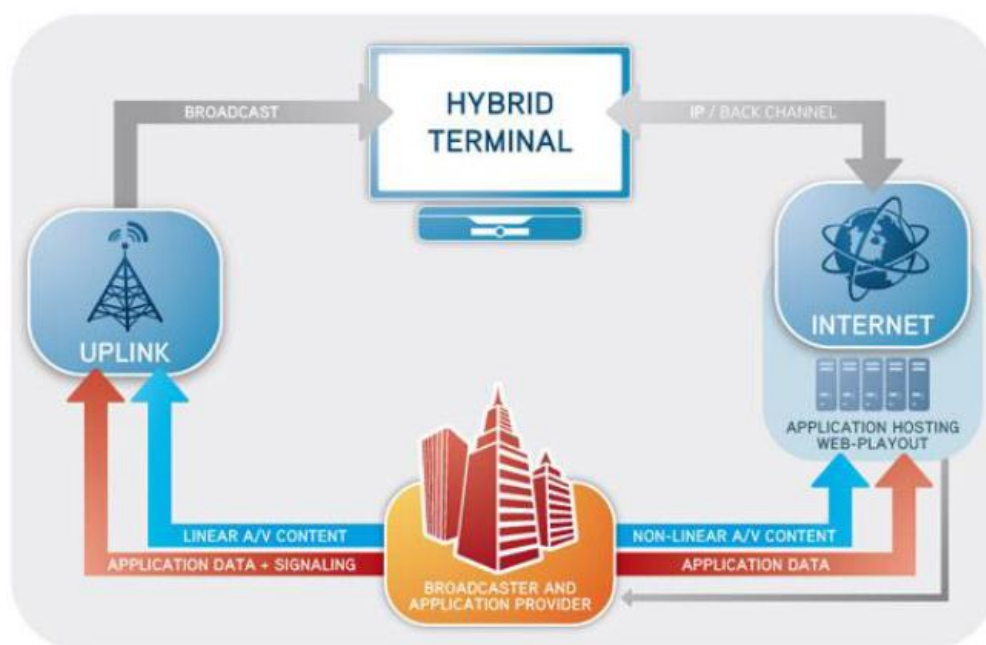 HYBRID
TERMINAL
BROADCAST
IP / BACK CHANNEL
UPLINK
INTERNET
APPLICATION HOSTING
WEB-PLAYOUT
LINEAR A/V CONTENT
NON-LINEAR A/V CONTENT
APPLICATION DATA + SIGNALING
APPLICATION DATA
BROADCASTER AND
APPLICATION PROVIDER